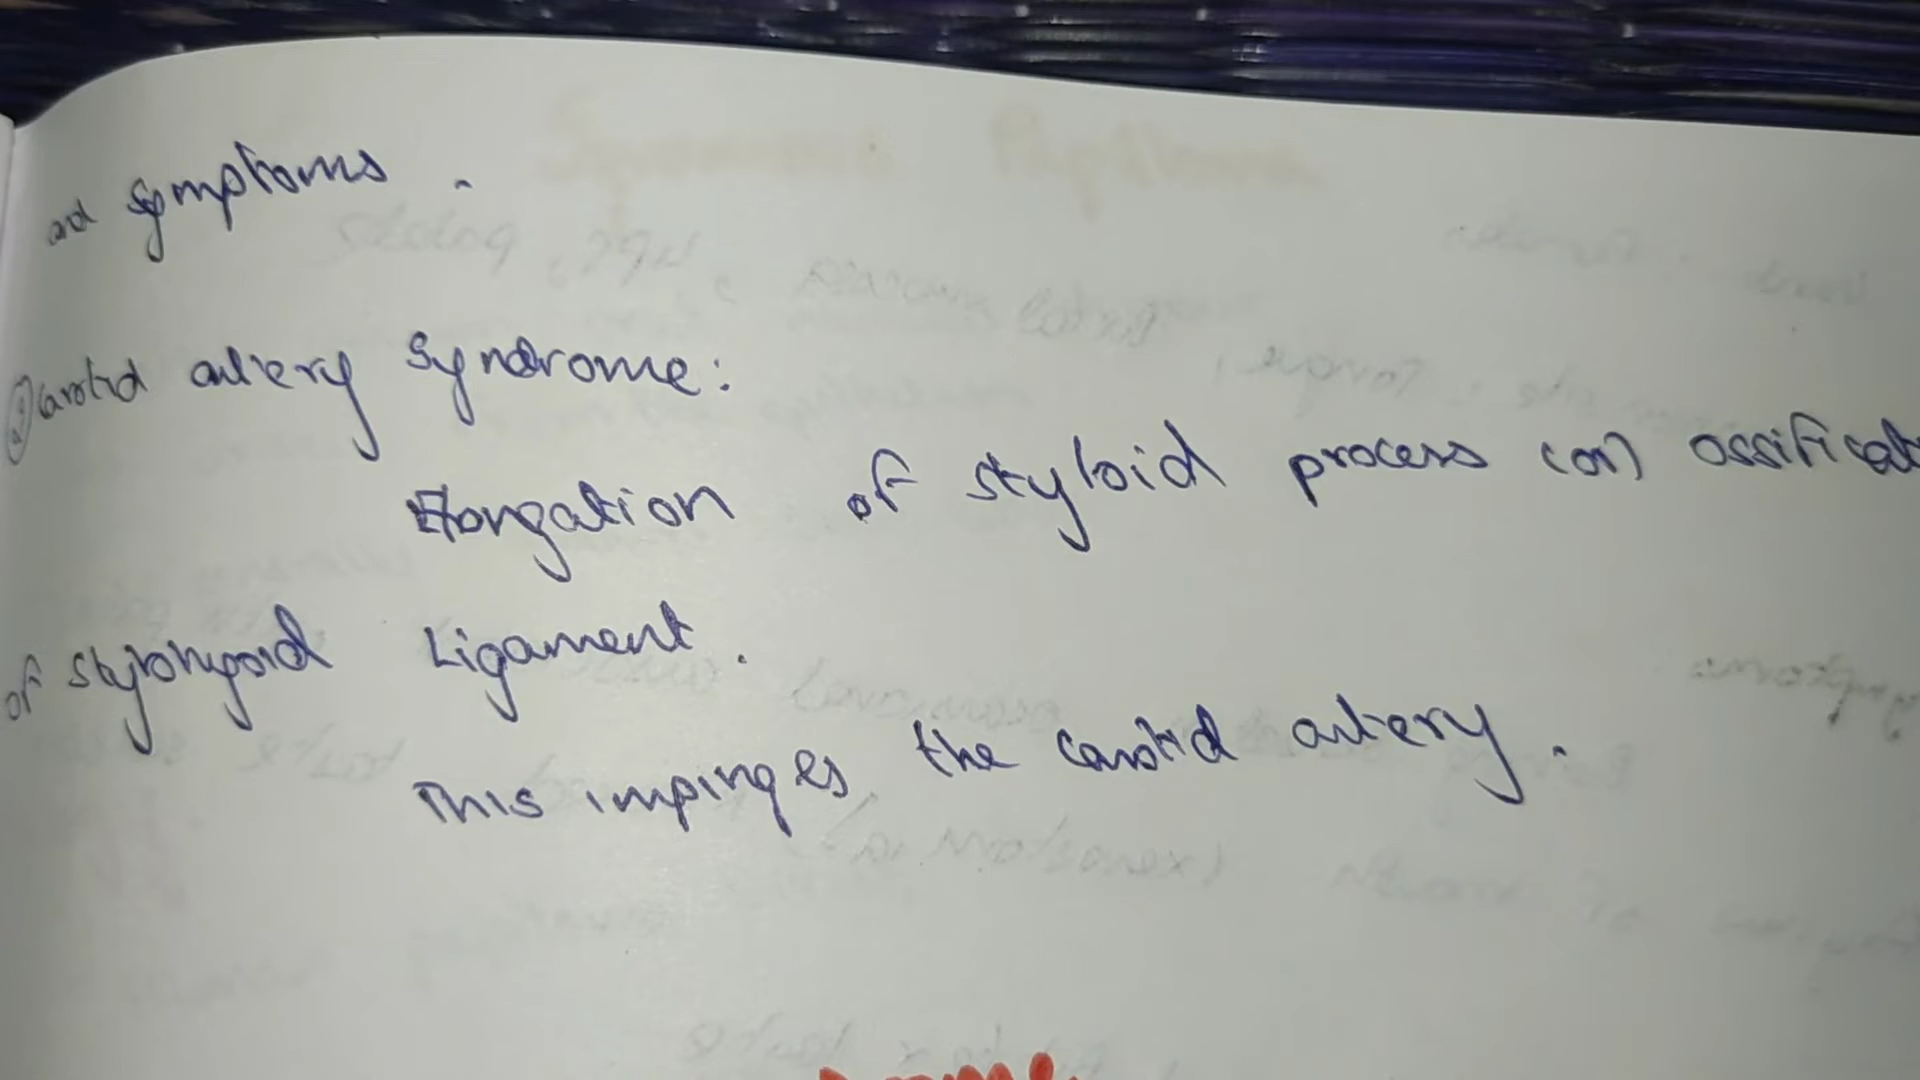 and symptoms.
2) Carotid artery syndrome:
Elongation of styloid process (or) ossificat
of stylohyoid Ligament.
This impinges the carotid artery.